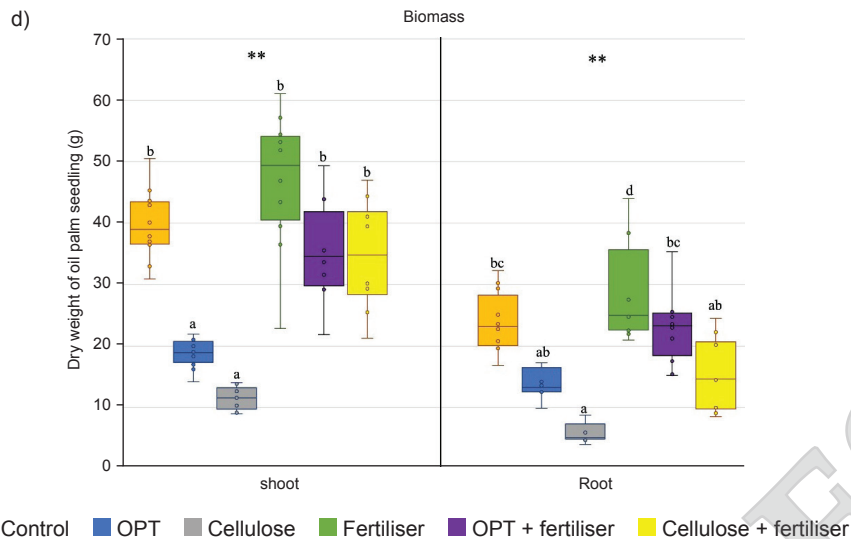 d)
Biomass
Dry weight of oil palm seedling (g)
70
60
50
40
30
20
10
0
** **
b a a b b b
bc ab a d bc ab
shoot Root
Control OPT Cellulose Fertiliser OPT + fertiliser Cellulose + fertiliser